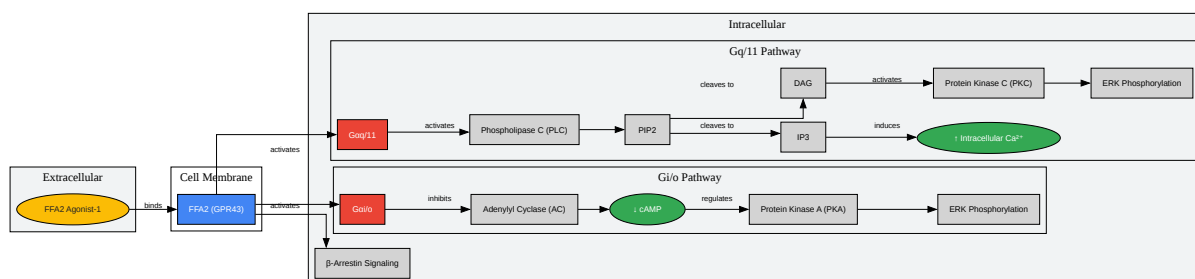 Intracellular
Gq/11 Pathway
DAG
activates
Protein Kinase C (PKC)
ERK Phosphorylation
cleaves to
Gαq/11
activates
Phospholipase C (PLC)
PIP2
cleaves to
IP3
induces
↑ Intracellular Ca²⁺
activates
Extracellular
Cell Membrane
Gi/o Pathway
FFA2 Agonist-1
binds
FFA2 (GPR43)
activates
Gαi/o
inhibits
Adenylyl Cyclase (AC)
↓ cAMP
regulates
Protein Kinase A (PKA)
ERK Phosphorylation
β-Arrestin Signaling